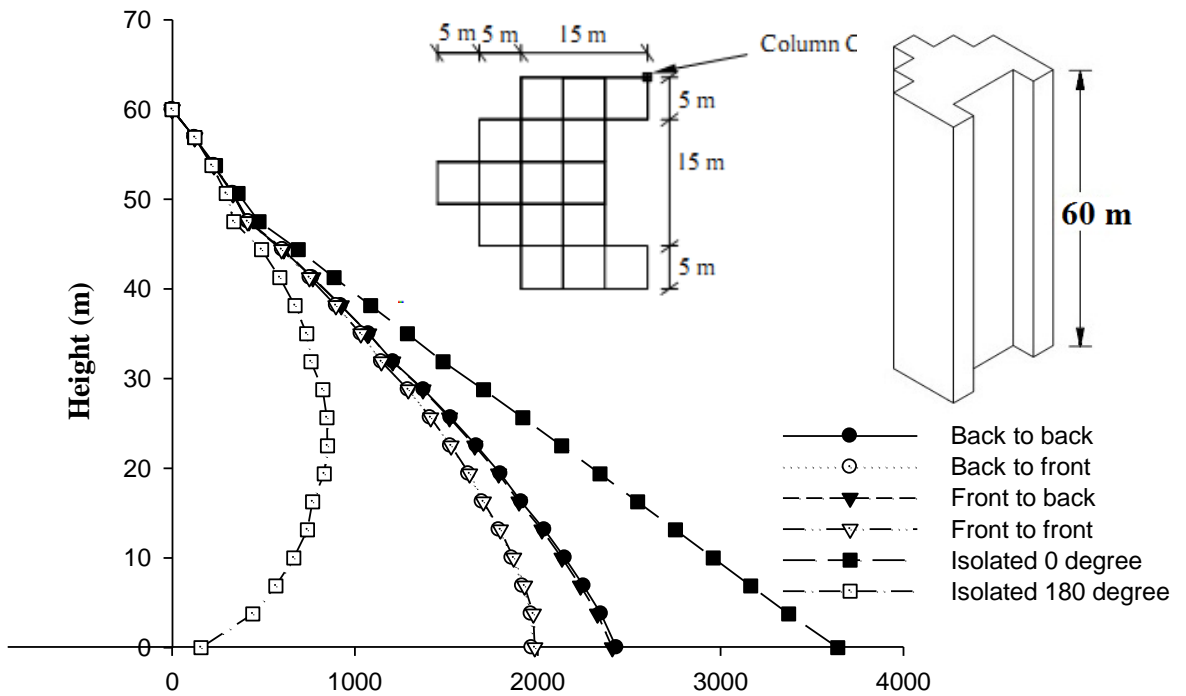 70
60
50
40
30
20
10
0
Height (m)
0
1000
2000
3000
4000
5 m
5 m
15 m
Column C
5 m
15 m
5 m
60 m
Back to back
Back to front
Front to back
Front to front
Isolated 0 degree
Isolated 180 degree